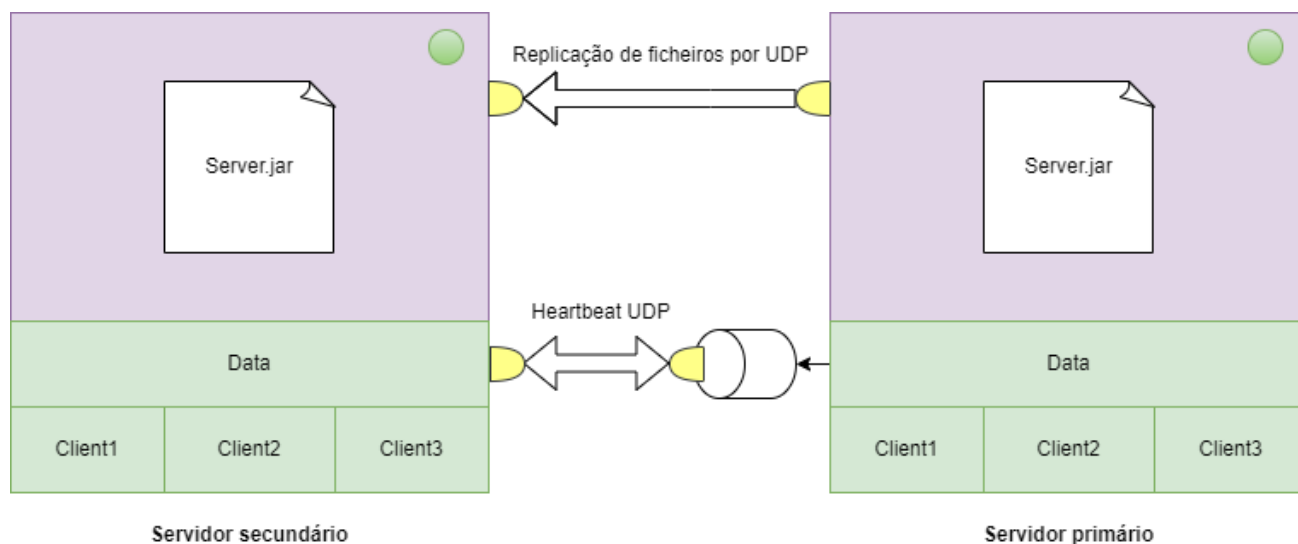 Replicação de ficheiros por UDP
Server.jar
Server.jar
Heartbeat UDP
Data
Data
Client1
Client2
Client3
Client1
Client2
Client3
Servidor secundário
Servidor primário